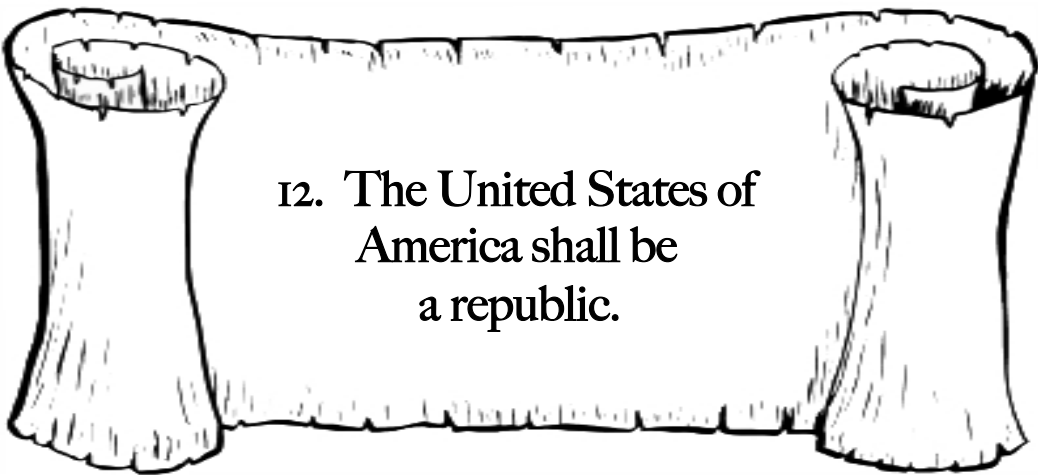 12. The United States of
America shall be
a republic.